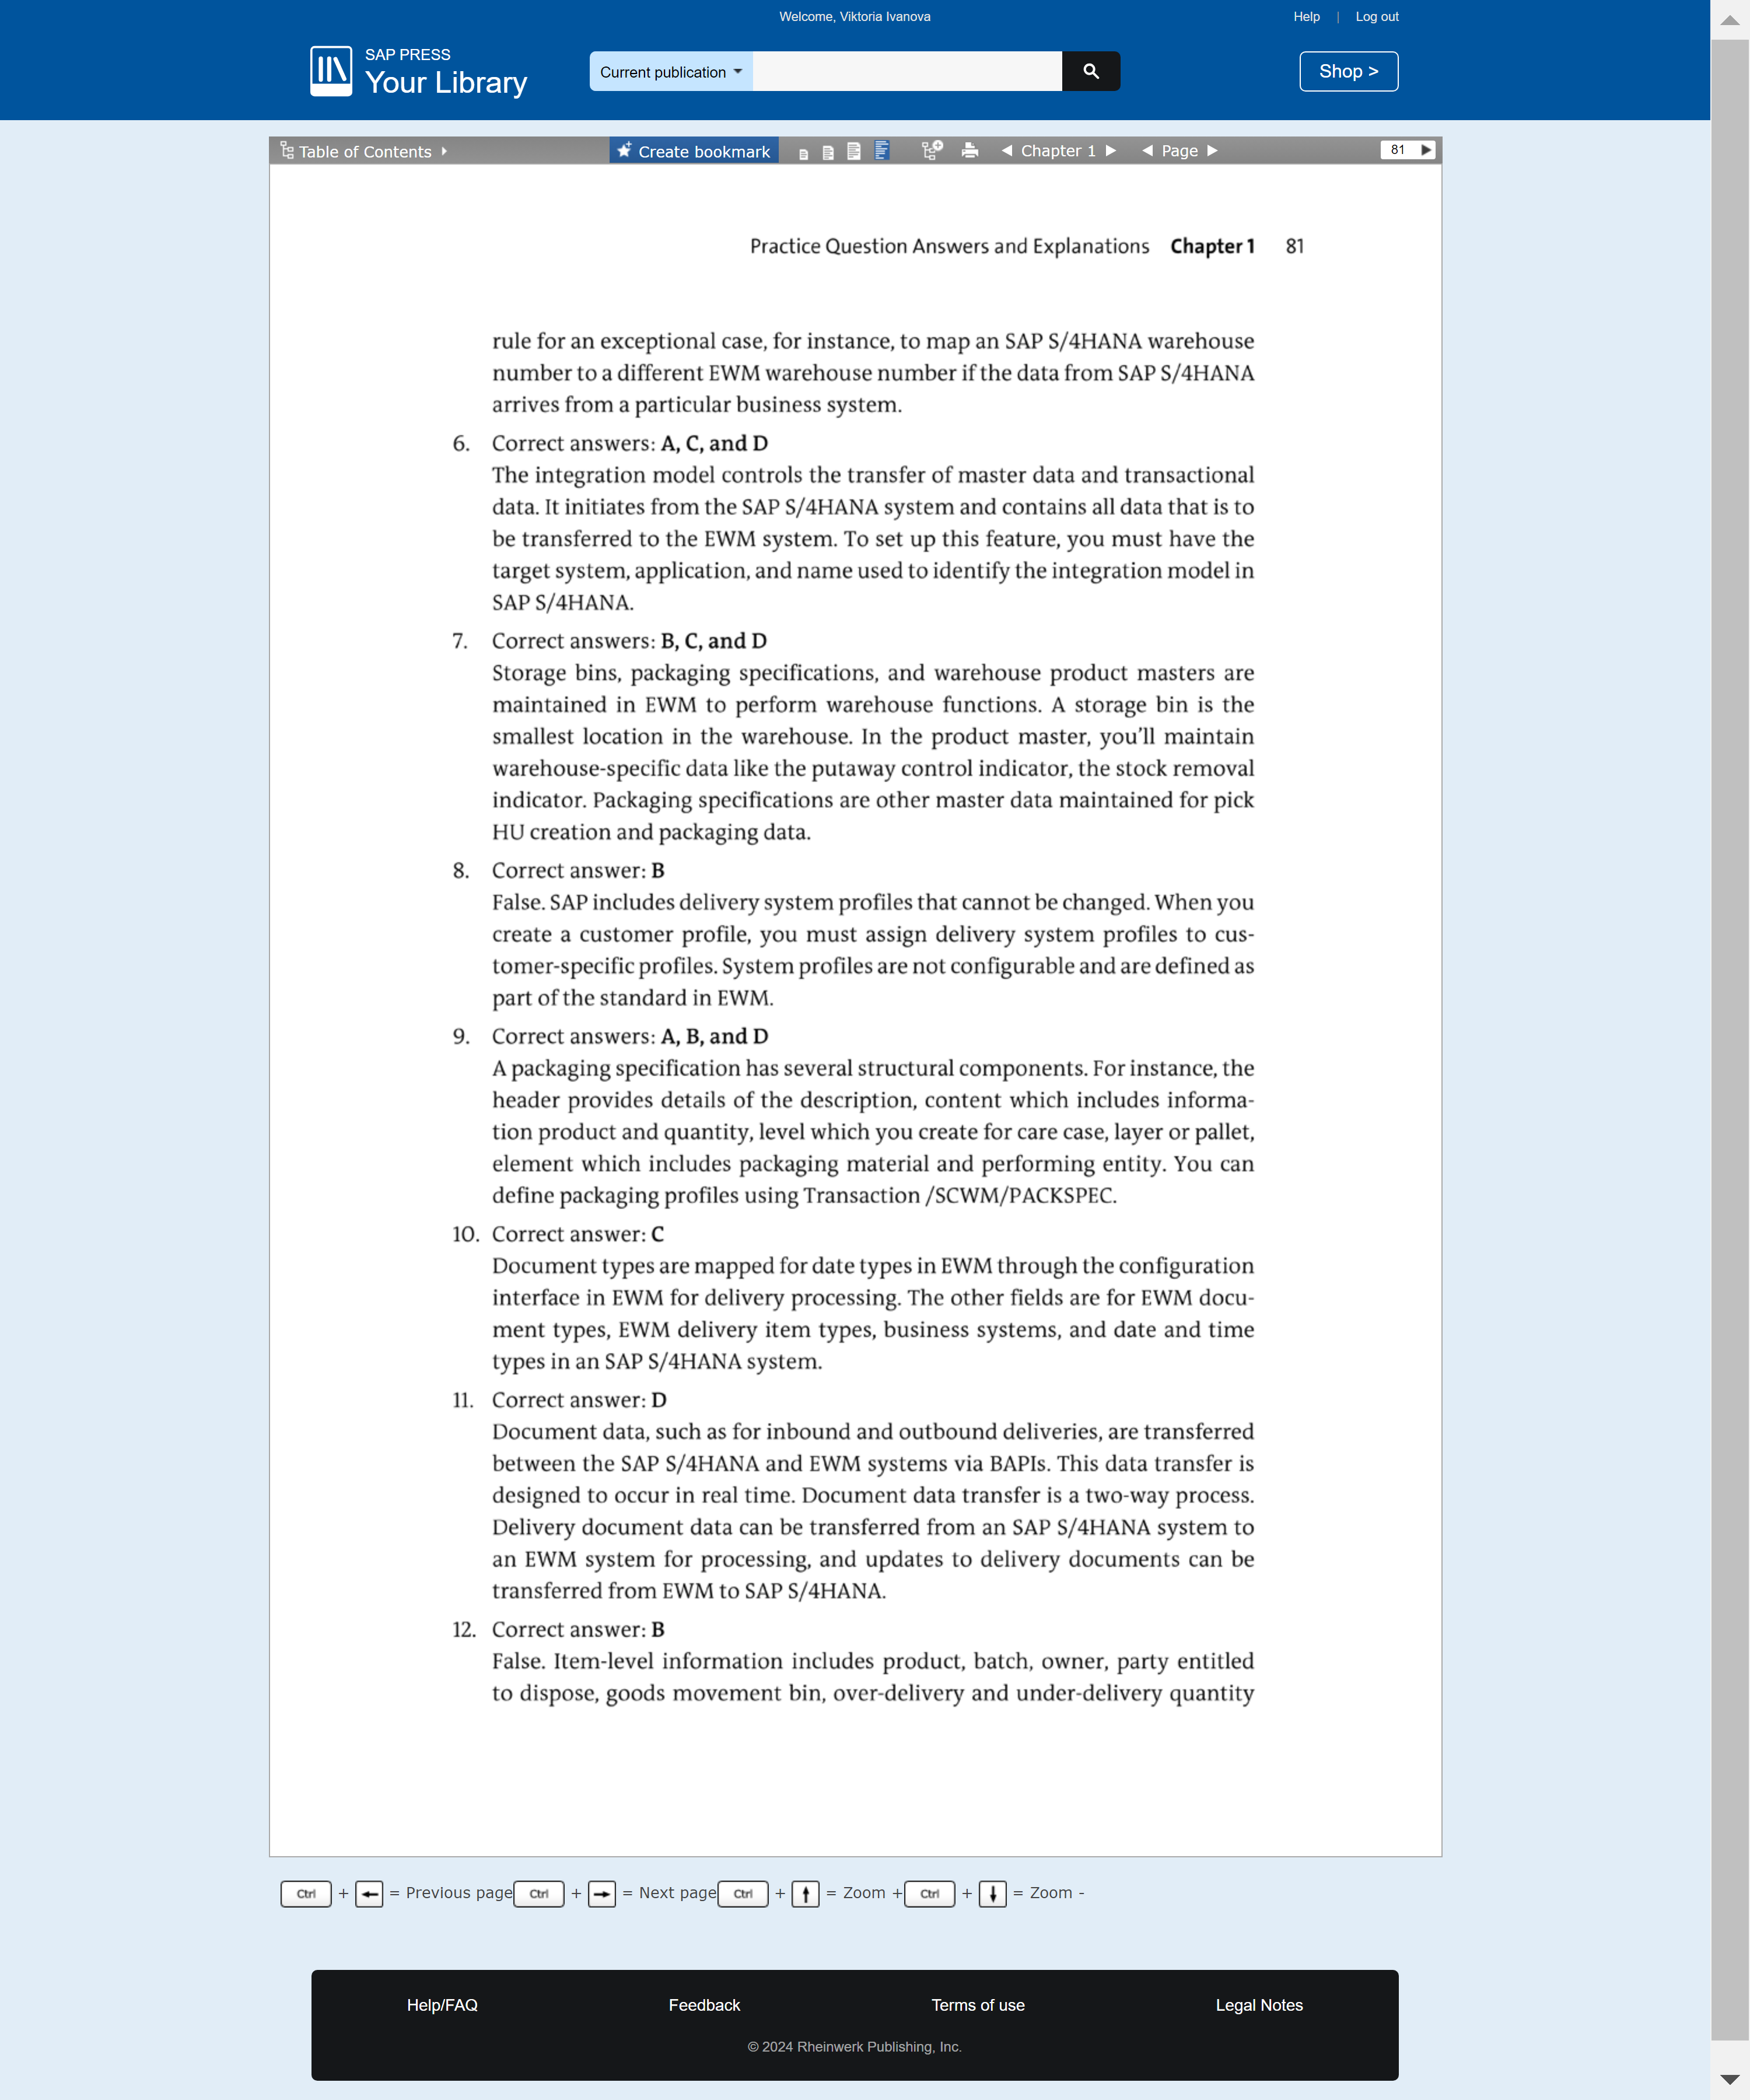 Welcome, Viktoria Ivanova
Help | Log out
SAP PRESS
Your Library
Current publication
Shop >
Table of Contents
Create bookmark
Chapter 1
Page
81
Practice Question Answers and Explanations Chapter 1 81
rule for an exceptional case, for instance, to map an SAP S/4HANA warehouse
number to a different EWM warehouse number if the data from SAP S/4HANA
arrives from a particular business system.
6. Correct answers: A, C, and D
The integration model controls the transfer of master data and transactional
data. It initiates from the SAP S/4HANA system and contains all data that is to
be transferred to the EWM system. To set up this feature, you must have the
target system, application, and name used to identify the integration model in
SAP S/4HANA.
7. Correct answers: B, C, and D
Storage bins, packaging specifications, and warehouse product masters are
maintained in EWM to perform warehouse functions. A storage bin is the
smallest location in the warehouse. In the product master, you'll maintain
warehouse-specific data like the putaway control indicator, the stock removal
indicator. Packaging specifications are other master data maintained for pick
HU creation and packaging data.
8. Correct answer: B
False. SAP includes delivery system profiles that cannot be changed. When you
create a customer profile, you must assign delivery system profiles to cus-
tomer-specific profiles. System profiles are not configurable and are defined as
part of the standard in EWM.
9. Correct answers: A, B, and D
A packaging specification has several structural components. For instance, the
header provides details of the description, content which includes informa-
tion product and quantity, level which you create for care case, layer or pallet,
element which includes packaging material and performing entity. You can
define packaging profiles using Transaction /SCWM/PACKSPEC.
10. Correct answer: C
Document types are mapped for date types in EWM through the configuration
interface in EWM for delivery processing. The other fields are for EWM docu-
ment types, EWM delivery item types, business systems, and date and time
types in an SAP S/4HANA system.
11. Correct answer: D
Document data, such as for inbound and outbound deliveries, are transferred
between the SAP S/4HANA and EWM systems via BAPIs. This data transfer is
designed to occur in real time. Document data transfer is a two-way process.
Delivery document data can be transferred from an SAP S/4HANA system to
an EWM system for processing, and updates to delivery documents can be
transferred from EWM to SAP S/4HANA.
12. Correct answer: B
False. Item-level information includes product, batch, owner, party entitled
to dispose, goods movement bin, over-delivery and under-delivery quantity
Ctrl + ← = Previous page Ctrl + → = Next page Ctrl + ↑ = Zoom + Ctrl + ↓ = Zoom -
Help/FAQ
Feedback
Terms of use
Legal Notes
© 2024 Rheinwerk Publishing, Inc.